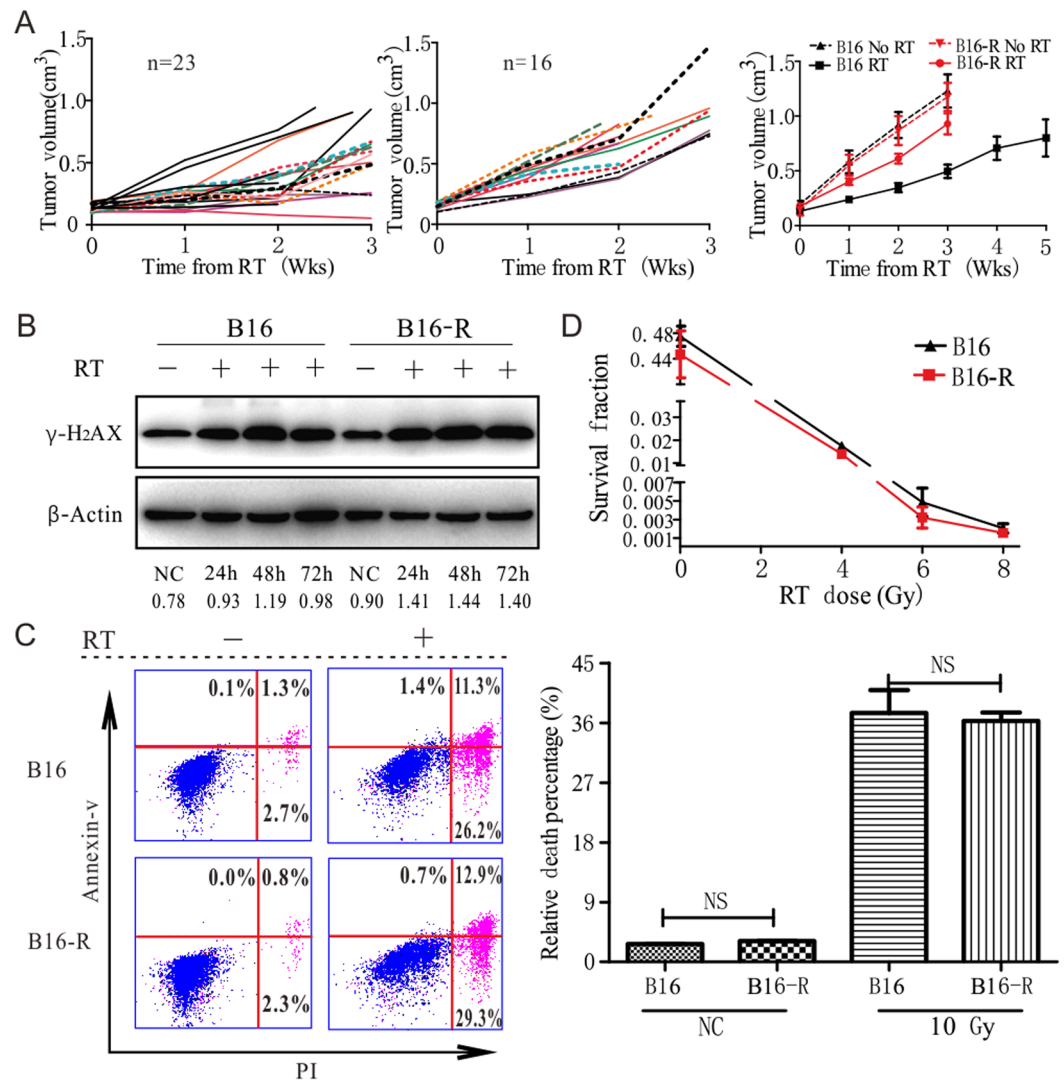 A
Tumor volume(cm³)
1.5
1.0
0.5
0
n=23
0 1 2 3
Time from RT (Wks)
Tumor volume(cm³)
1.5
1.0
0.5
0
n=16
0 1 2 3
Time from RT (Wks)
B16 No RT
B16 RT
B16-R No RT
B16-R RT
Tumor volume(cm³)
1.5
1.0
0.5
0
0 1 2 3 4 5
Time from RT (Wks)
B
B16 B16-R
RT − + + + − + + +
γ-H₂AX
β-Actin
NC 24h 48h 72h NC 24h 48h 72h
0.78 0.93 1.19 0.98 0.90 1.41 1.44 1.40
D
B16
B16-R
Survival fraction
0.48
0.44
0.03
0.02
0.01
0.007
0.005
0.003
0.001
0 2 4 6 8
RT dose(Gy)
C
RT − +
B16
0.1% 1.3%
2.7%
1.4% 11.3%
26.2%
B16-R
0.0% 0.8%
2.3%
0.7% 12.9%
29.3%
Annexin-v
PI
Relative death percentage(%)
45
36
27
18
9
0
NS
NS
B16 B16-R B16 B16-R
NC 10 Gy